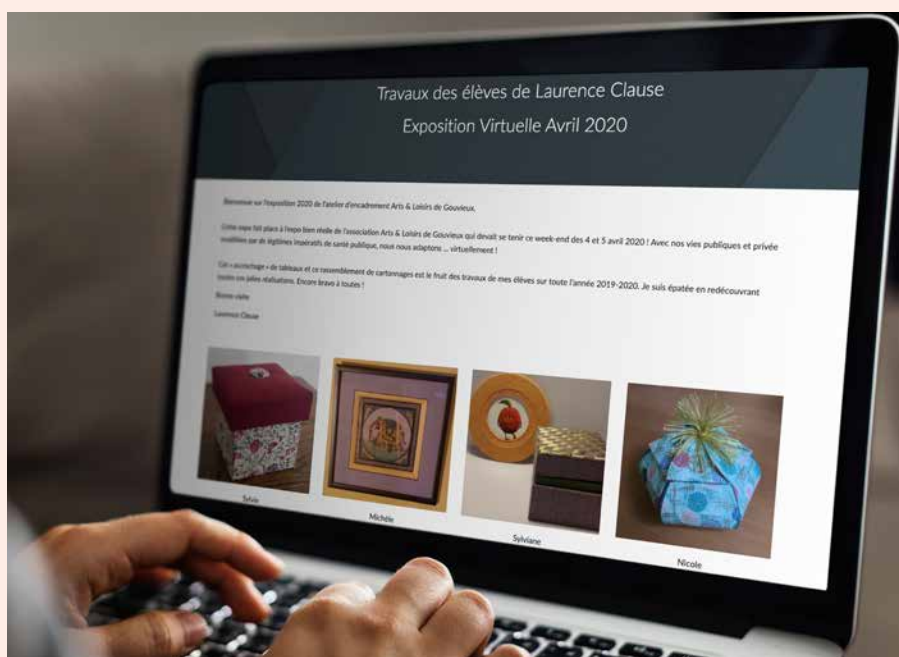 Travaux des élèves de Laurence Clause
Exposition Virtuelle Avril 2020
Bienvenue sur l'exposition 2020 de l'atelier d'encadrement Arts & Loisirs de Gouvieux.
Cette expo fait place à l'expo bien réelle de l'association Arts & Loisirs de Gouvieux qui devait se tenir ce week-end des 4 et 5 avril 2020 ! Avec nos vies publiques et privée
modifiées par de légitimes impératifs de santé publique, nous nous adaptons ... virtuellement !
Cet « accrochage » de tableaux et ce rassemblement de cartonnages est le fruit des travaux de mes élèves sur toute l'année 2019-2020. Je suis épatée en redécouvrant
toutes ces jolies réalisations. Encore bravo à toutes !
Bonne visite
Laurence Clause
Sylvie
Michèle
Sylviane
Nicole